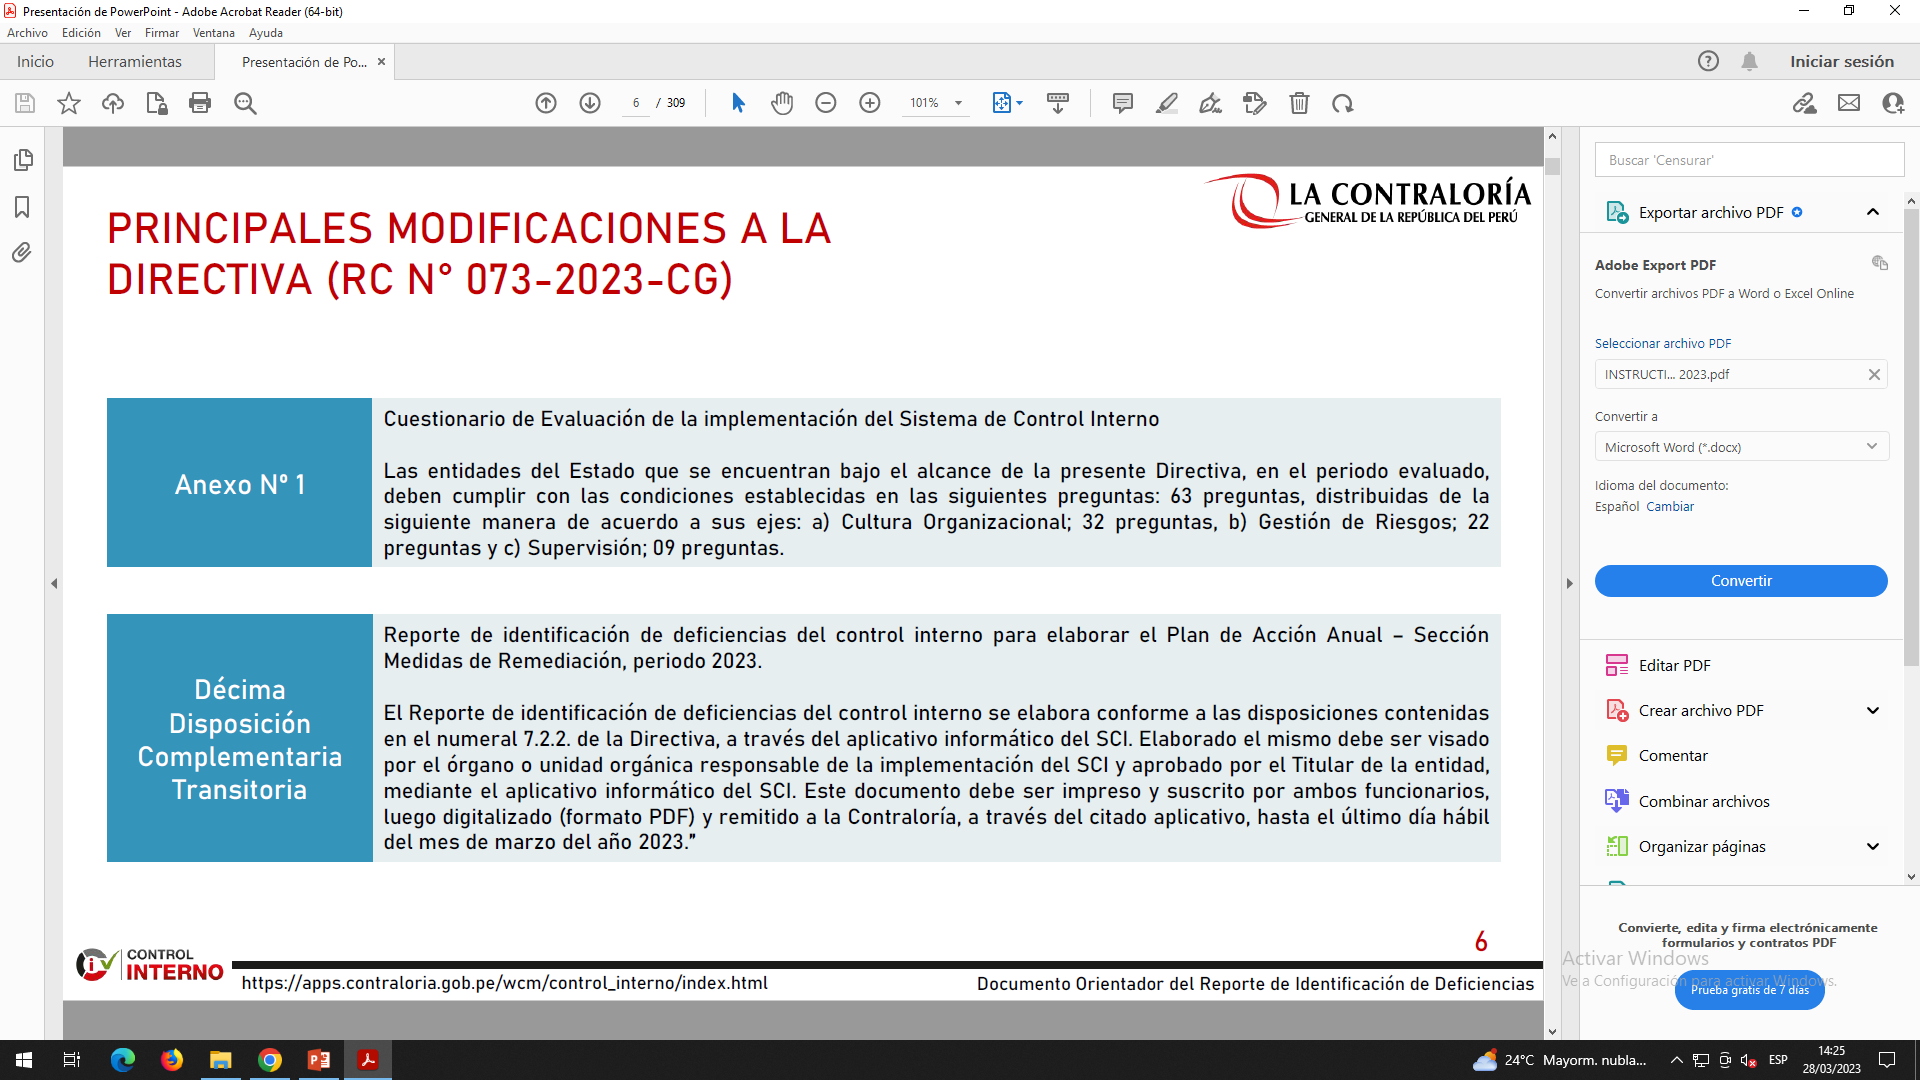 Presentación de PowerPoint - Adobe Acrobat Reader (64-bit)
Archivo Edición Ver Firmar Ventana Ayuda
Inicio Herramientas Presentación de Po... ×
Iniciar sesión
6 / 309
101%
LA CONTRALORÍA
GENERAL DE LA REPÚBLICA DEL PERÚ
PRINCIPALES MODIFICACIONES A LA
DIRECTIVA (RC N° 073-2023-CG)
Anexo Nº 1
Cuestionario de Evaluación de la implementación del Sistema de Control Interno
Las entidades del Estado que se encuentran bajo el alcance de la presente Directiva, en el periodo evaluado,
deben cumplir con las condiciones establecidas en las siguientes preguntas: 63 preguntas, distribuidas de la
siguiente manera de acuerdo a sus ejes: a) Cultura Organizacional; 32 preguntas, b) Gestión de Riesgos; 22
preguntas y c) Supervisión; 09 preguntas.
Décima
Disposición
Complementaria
Transitoria
Reporte de identificación de deficiencias del control interno para elaborar el Plan de Acción Anual – Sección
Medidas de Remediación, periodo 2023.
El Reporte de identificación de deficiencias del control interno se elabora conforme a las disposiciones contenidas
en el numeral 7.2.2. de la Directiva, a través del aplicativo informático del SCI. Elaborado el mismo debe ser visado
por el órgano o unidad orgánica responsable de la implementación del SCI y aprobado por el Titular de la entidad,
mediante el aplicativo informático del SCI. Este documento debe ser impreso y suscrito por ambos funcionarios,
luego digitalizado (formato PDF) y remitido a la Contraloría, a través del citado aplicativo, hasta el último día hábil
del mes de marzo del año 2023.”
6
CONTROL
INTERNO
https://apps.contraloria.gob.pe/wcm/control_interno/index.html
Documento Orientador del Reporte de Identificación de Deficiencias
Buscar 'Censurar'
Exportar archivo PDF
Adobe Export PDF
Convertir archivos PDF a Word o Excel Online
Seleccionar archivo PDF
INSTRUCTI... 2023.pdf
Convertir a
Microsoft Word (*.docx)
Idioma del documento:
Español Cambiar
Convertir
Editar PDF
Crear archivo PDF
Comentar
Combinar archivos
Organizar páginas
Convierte, edita y firma electrónicamente
formularios y contratos PDF
Activar Windows
Ve a Configuración para activar Windows.
Prueba gratis de 7 días
24°C Mayorm. nubla...
ESP
14:25
28/03/2023